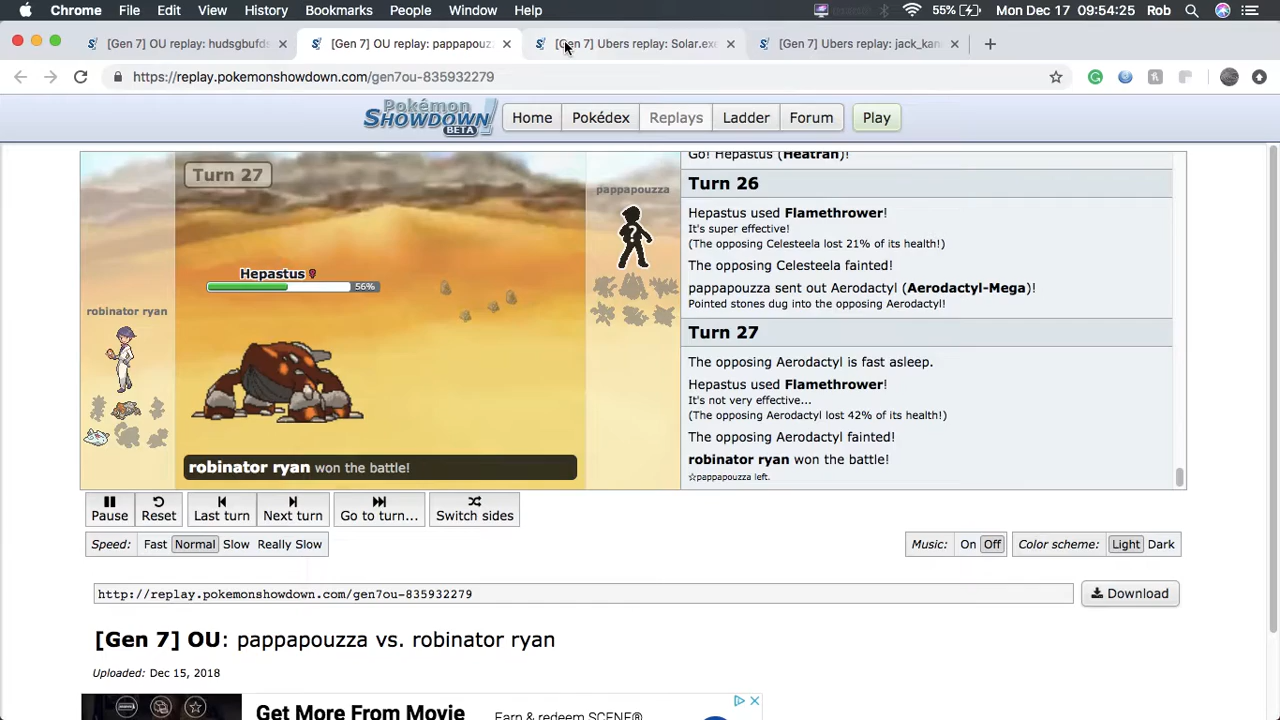 Chrome File Edit View History Bookmarks People Window Help 55% Mon Dec 17 09:54:25 Rob
[Gen 7] OU replay: hudsgbufds [Gen 7] OU replay: pappapouzz [Gen 7] Ubers replay: Solar.exe [Gen 7] Ubers replay: jack_kan
https://replay.pokemonshowdown.com/gen7ou-835932279
Pokémon
SHOWDOWN!
BETA
Home Pokédex Replays Ladder Forum Play
Turn 27
pappapouzza
Hepastus
56%
robinator ryan
?
robinator ryan won the battle!
Go! Hepastus (Heatran)!
Turn 26
Hepastus used Flamethrower!
It's super effective!
(The opposing Celesteela lost 21% of its health!)
The opposing Celesteela fainted!
pappapouzza sent out Aerodactyl (Aerodactyl-Mega)!
Pointed stones dug into the opposing Aerodactyl!
Turn 27
The opposing Aerodactyl is fast asleep.
Hepastus used Flamethrower!
It's not very effective...
(The opposing Aerodactyl lost 42% of its health!)
The opposing Aerodactyl fainted!
robinator ryan won the battle!
☆pappapouzza left.
Pause Reset Last turn Next turn Go to turn... Switch sides
Speed: Fast Normal Slow Really Slow Music: On Off Color scheme: Light Dark
http://replay.pokemonshowdown.com/gen7ou-835932279 Download
[Gen 7] OU: pappapouzza vs. robinator ryan
Uploaded: Dec 15, 2018
Get More From Movie Earn & redeem SCENE®